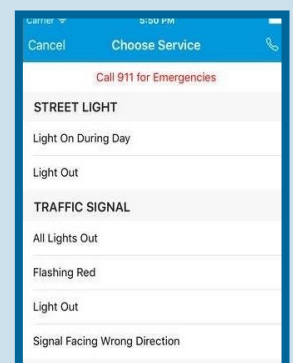 Carrier 5:50 PM
Cancel Choose Service
Call 911 for Emergencies
STREET LIGHT
Light On During Day
Light Out
TRAFFIC SIGNAL
All Lights Out
Flashing Red
Light Out
Signal Facing Wrong Direction